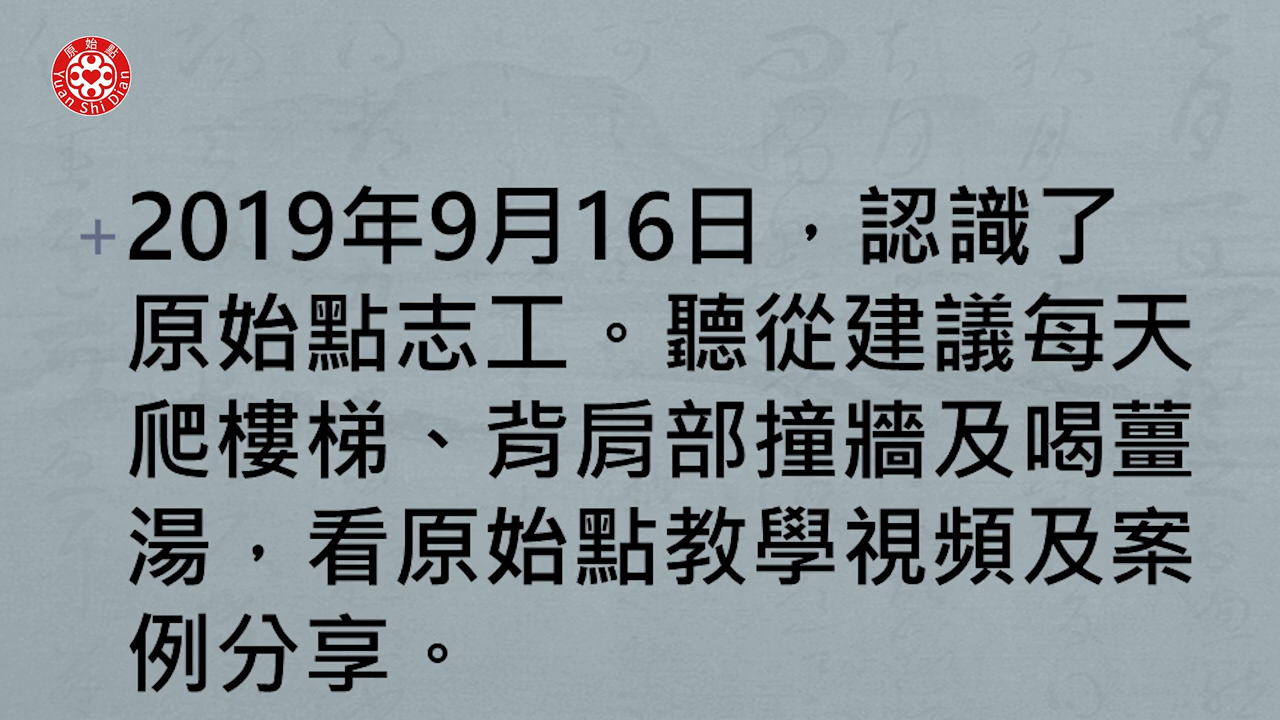 原始點
Yuan Shi Dian
+2019年9月16日，認識了
原始點志工。聽從建議每天
爬樓梯、背肩部撞牆及喝薑
湯，看原始點教學視頻及案
例分享。